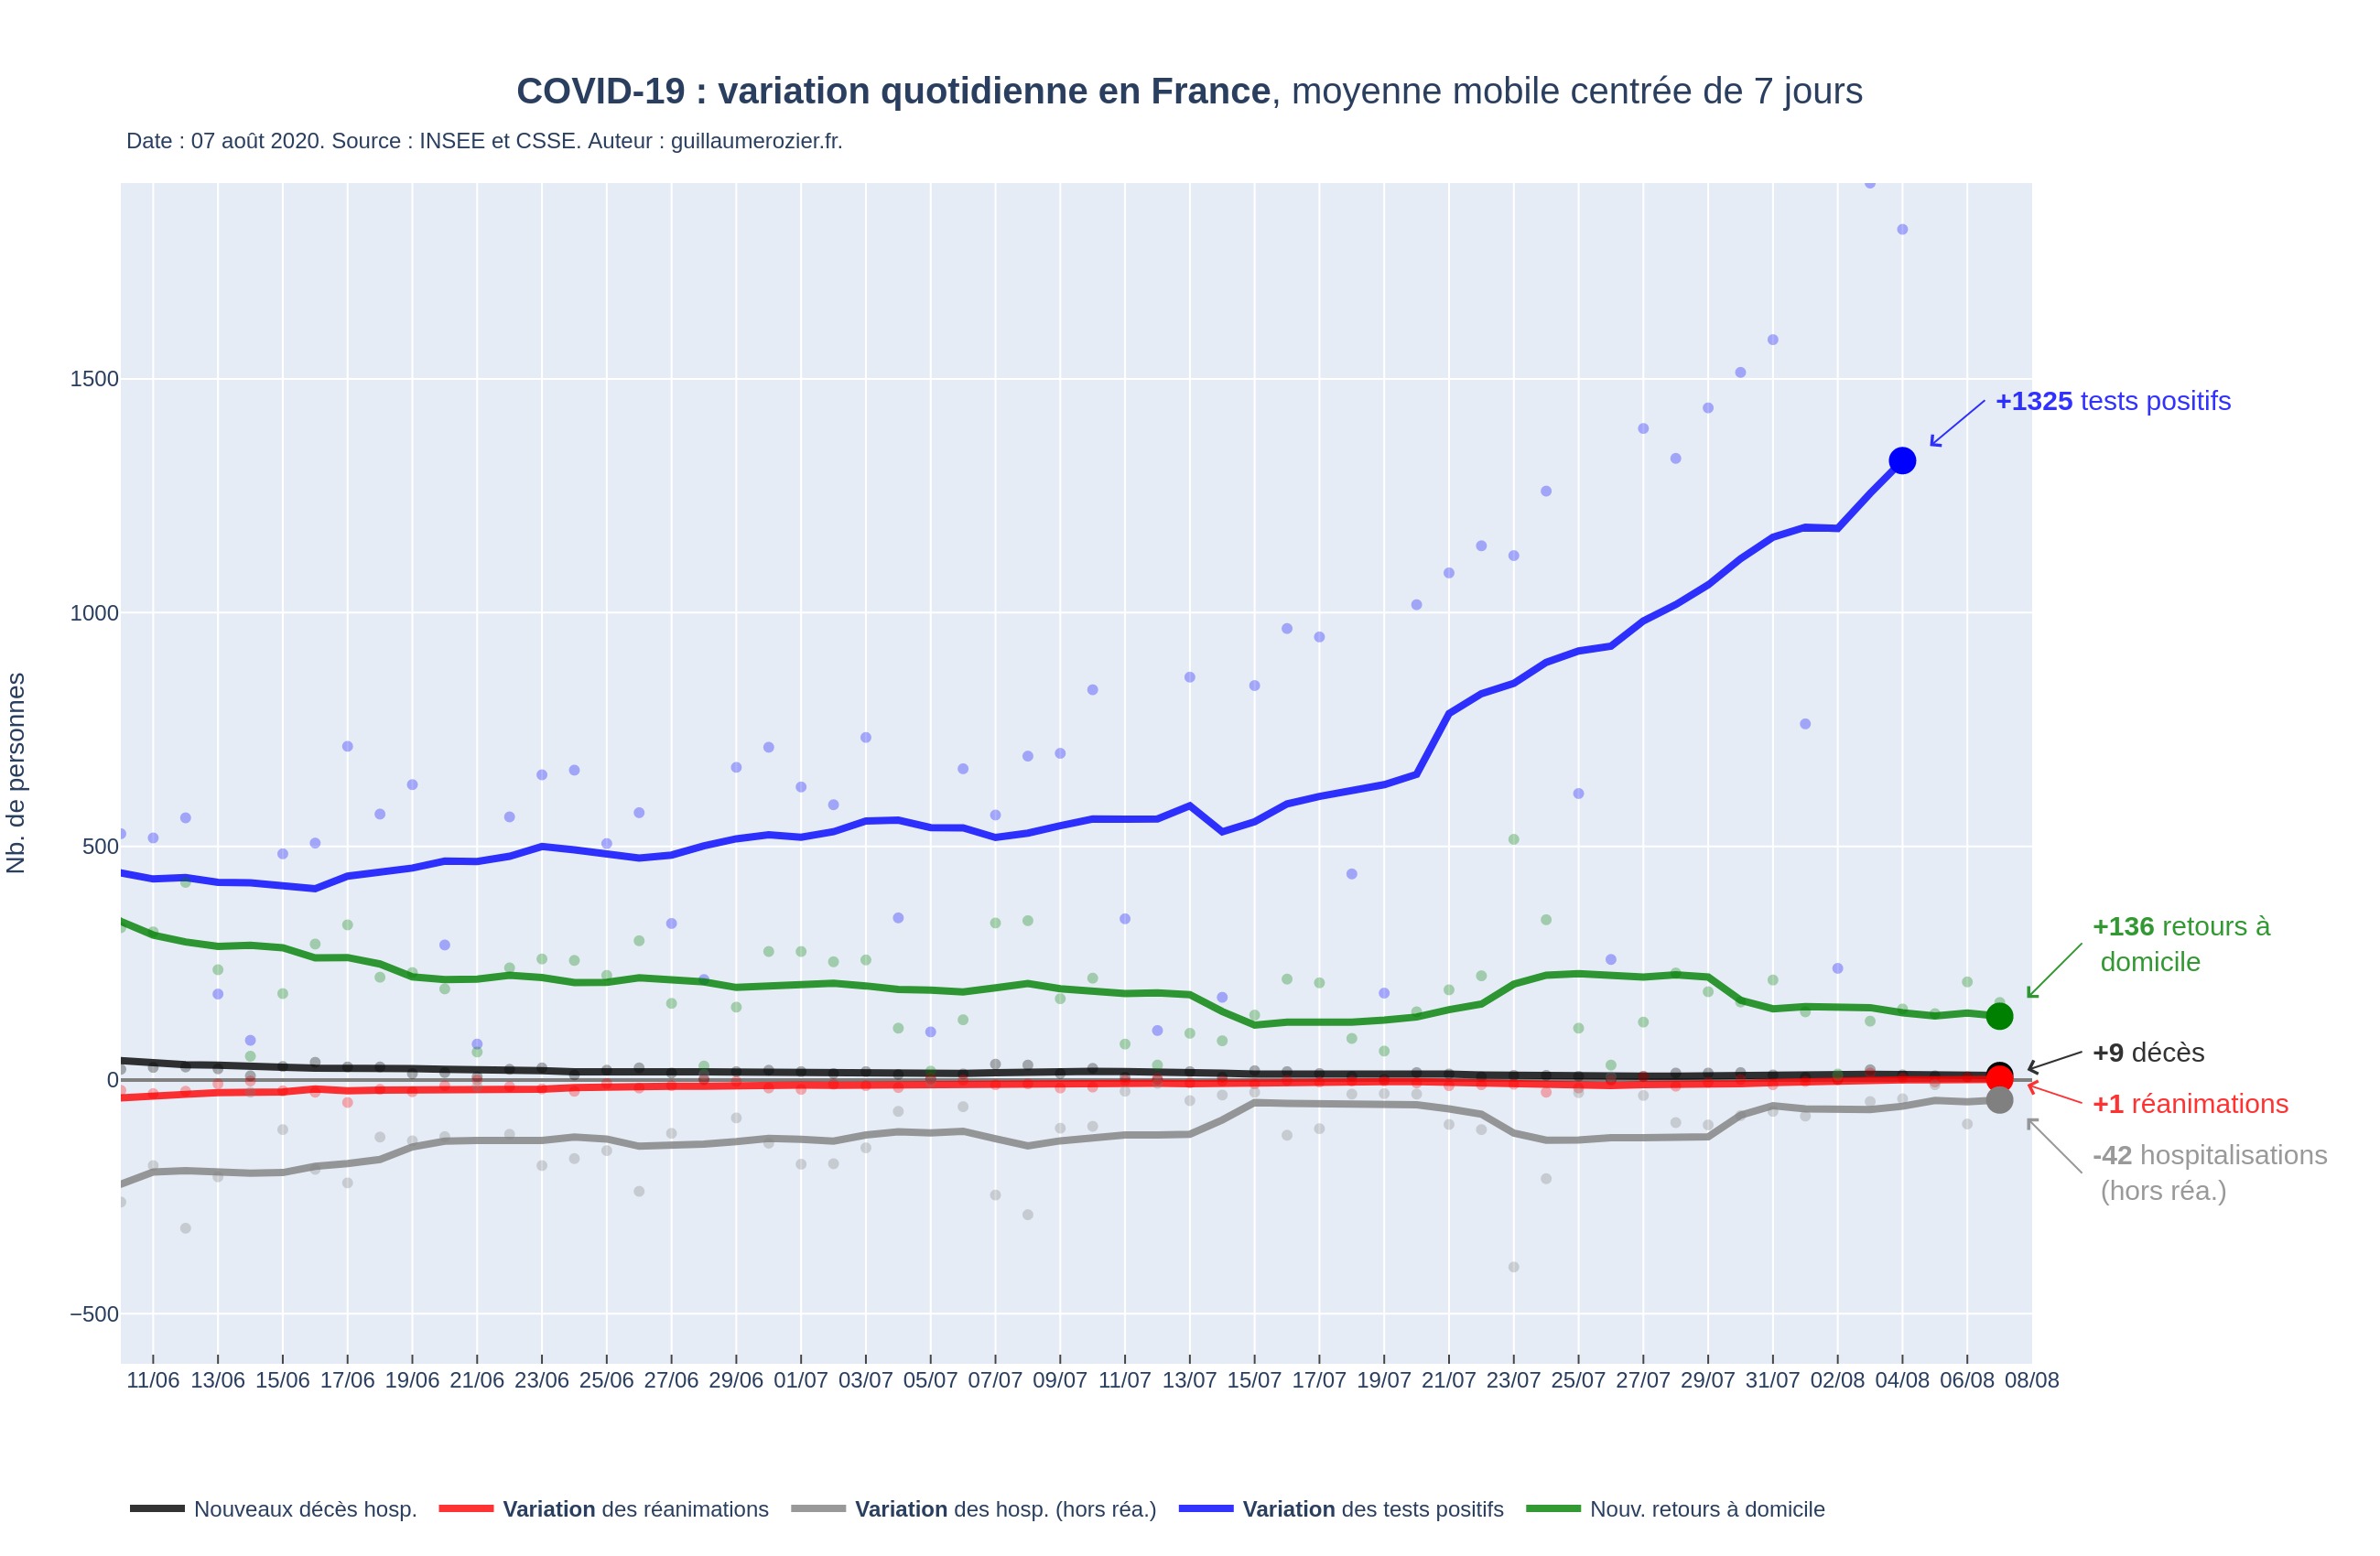 COVID-19 : variation quotidienne en France, moyenne mobile centrée de 7 jours
Date : 07 août 2020. Source : INSEE et CSSE. Auteur : guillaumerozier.fr.
Nb. de personnes
1500
1000
500
0
−500
+1325 tests positifs
+136 retours à
domicile
+9 décès
+1 réanimations
-42 hospitalisations
(hors réa.)
11/06 13/06 15/06 17/06 19/06 21/06 23/06 25/06 27/06 29/06 01/07 03/07 05/07 07/07 09/07 11/07 13/07 15/07 17/07 19/07 21/07 23/07 25/07 27/07 29/07 31/07 02/08 04/08 06/08 08/08
Nouveaux décès hosp. Variation des réanimations Variation des hosp. (hors réa.) Variation des tests positifs Nouv. retours à domicile